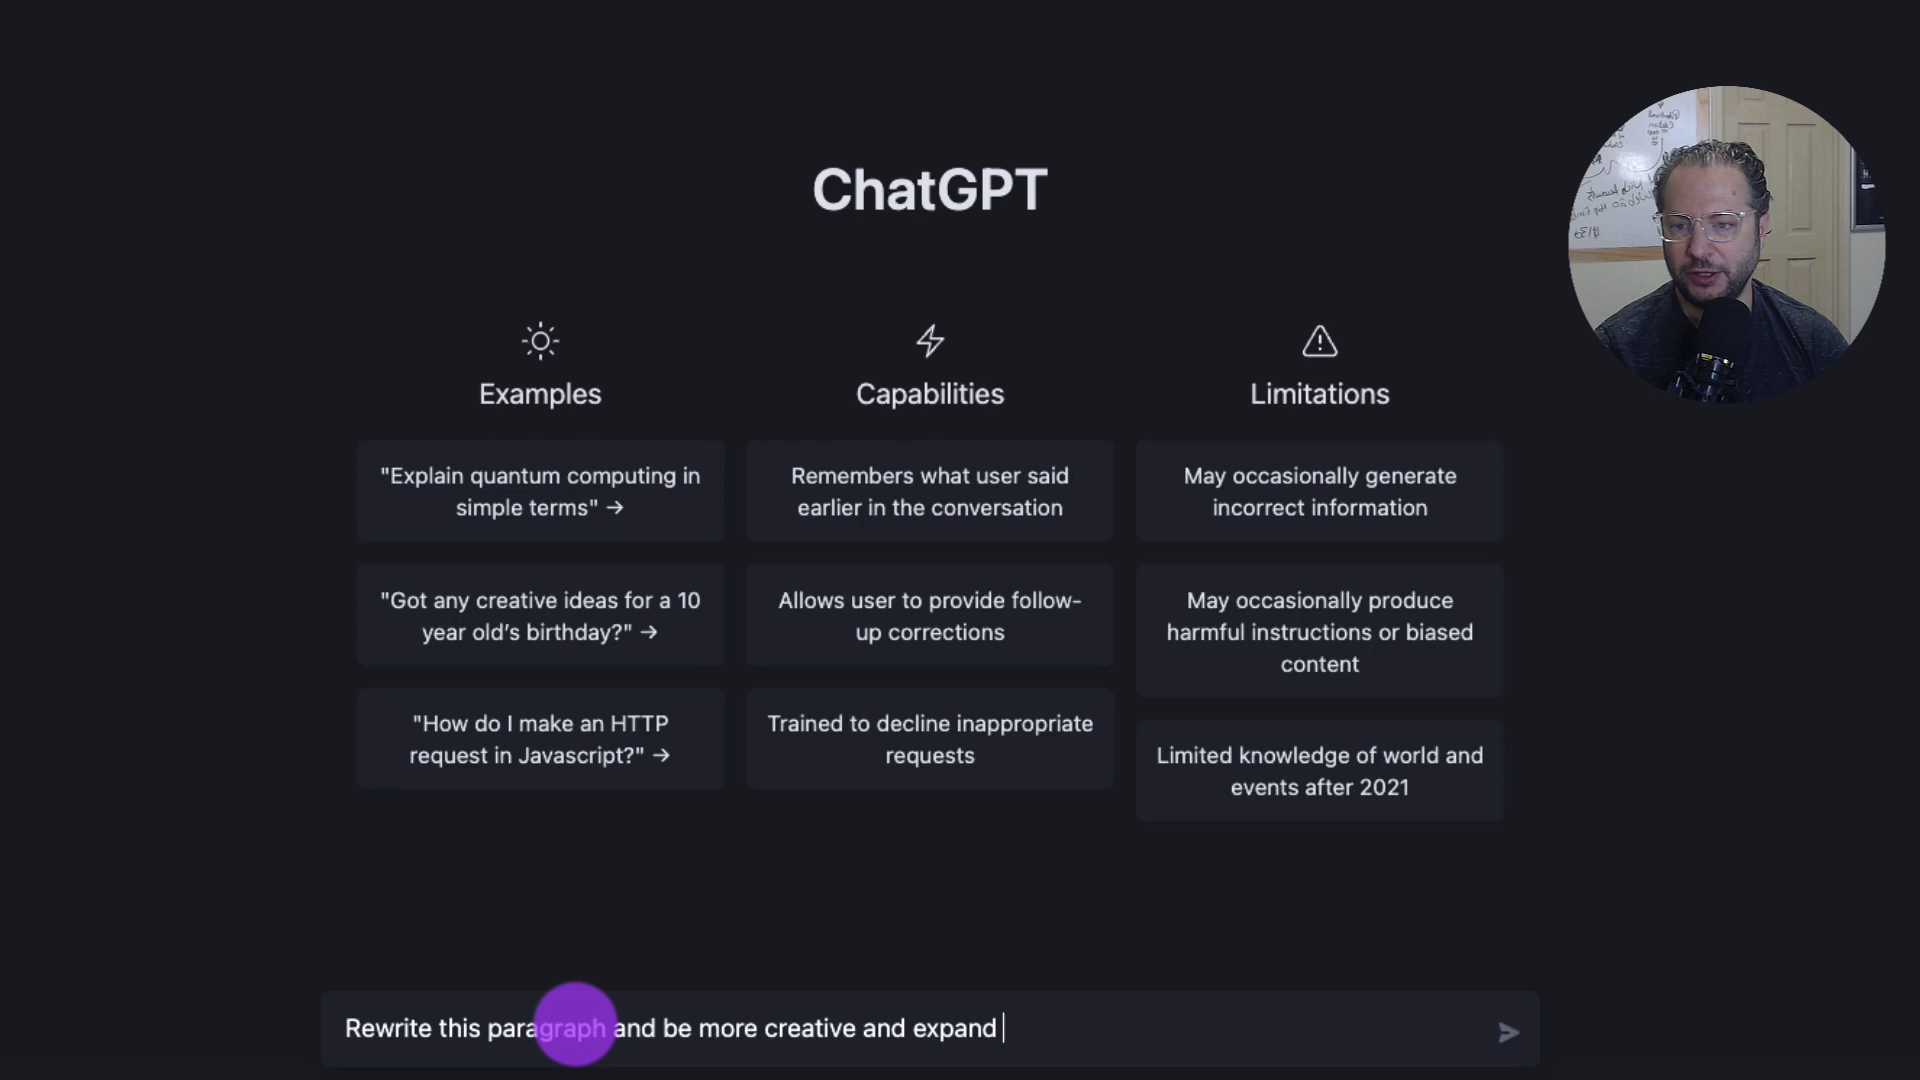 ChatGPT
Examples
"Explain quantum computing in
simple terms" →
"Got any creative ideas for a 10
year old’s birthday?" →
"How do I make an HTTP
request in Javascript?" →
Capabilities
Remembers what user said
earlier in the conversation
Allows user to provide follow-
up corrections
Trained to decline inappropriate
requests
Limitations
May occasionally generate
incorrect information
May occasionally produce
harmful instructions or biased
content
Limited knowledge of world and
events after 2021
Rewrite this paragraph and be more creative and expand